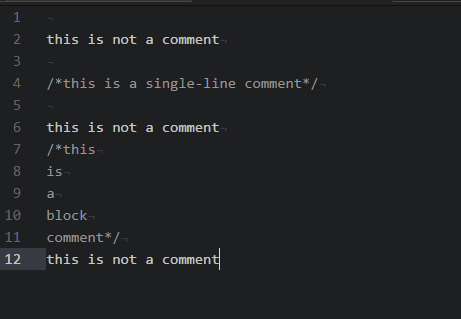 1
2 this is not a comment
3
4 /*this is a single-line comment*/
5
6 this is not a comment
7 /*this
8 is
9 a
10 block
11 comment*/
12 this is not a comment